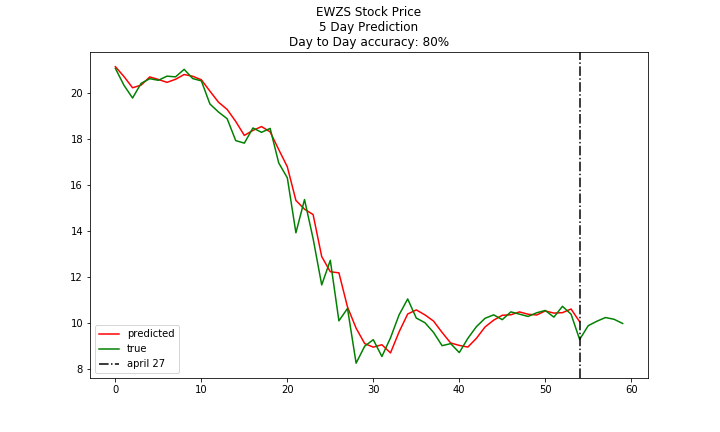 EWZS Stock Price
5 Day Prediction
Day to Day accuracy: 80%
20
18
16
14
12
10
8
predicted
true
april 27
0 10 20 30 40 50 60